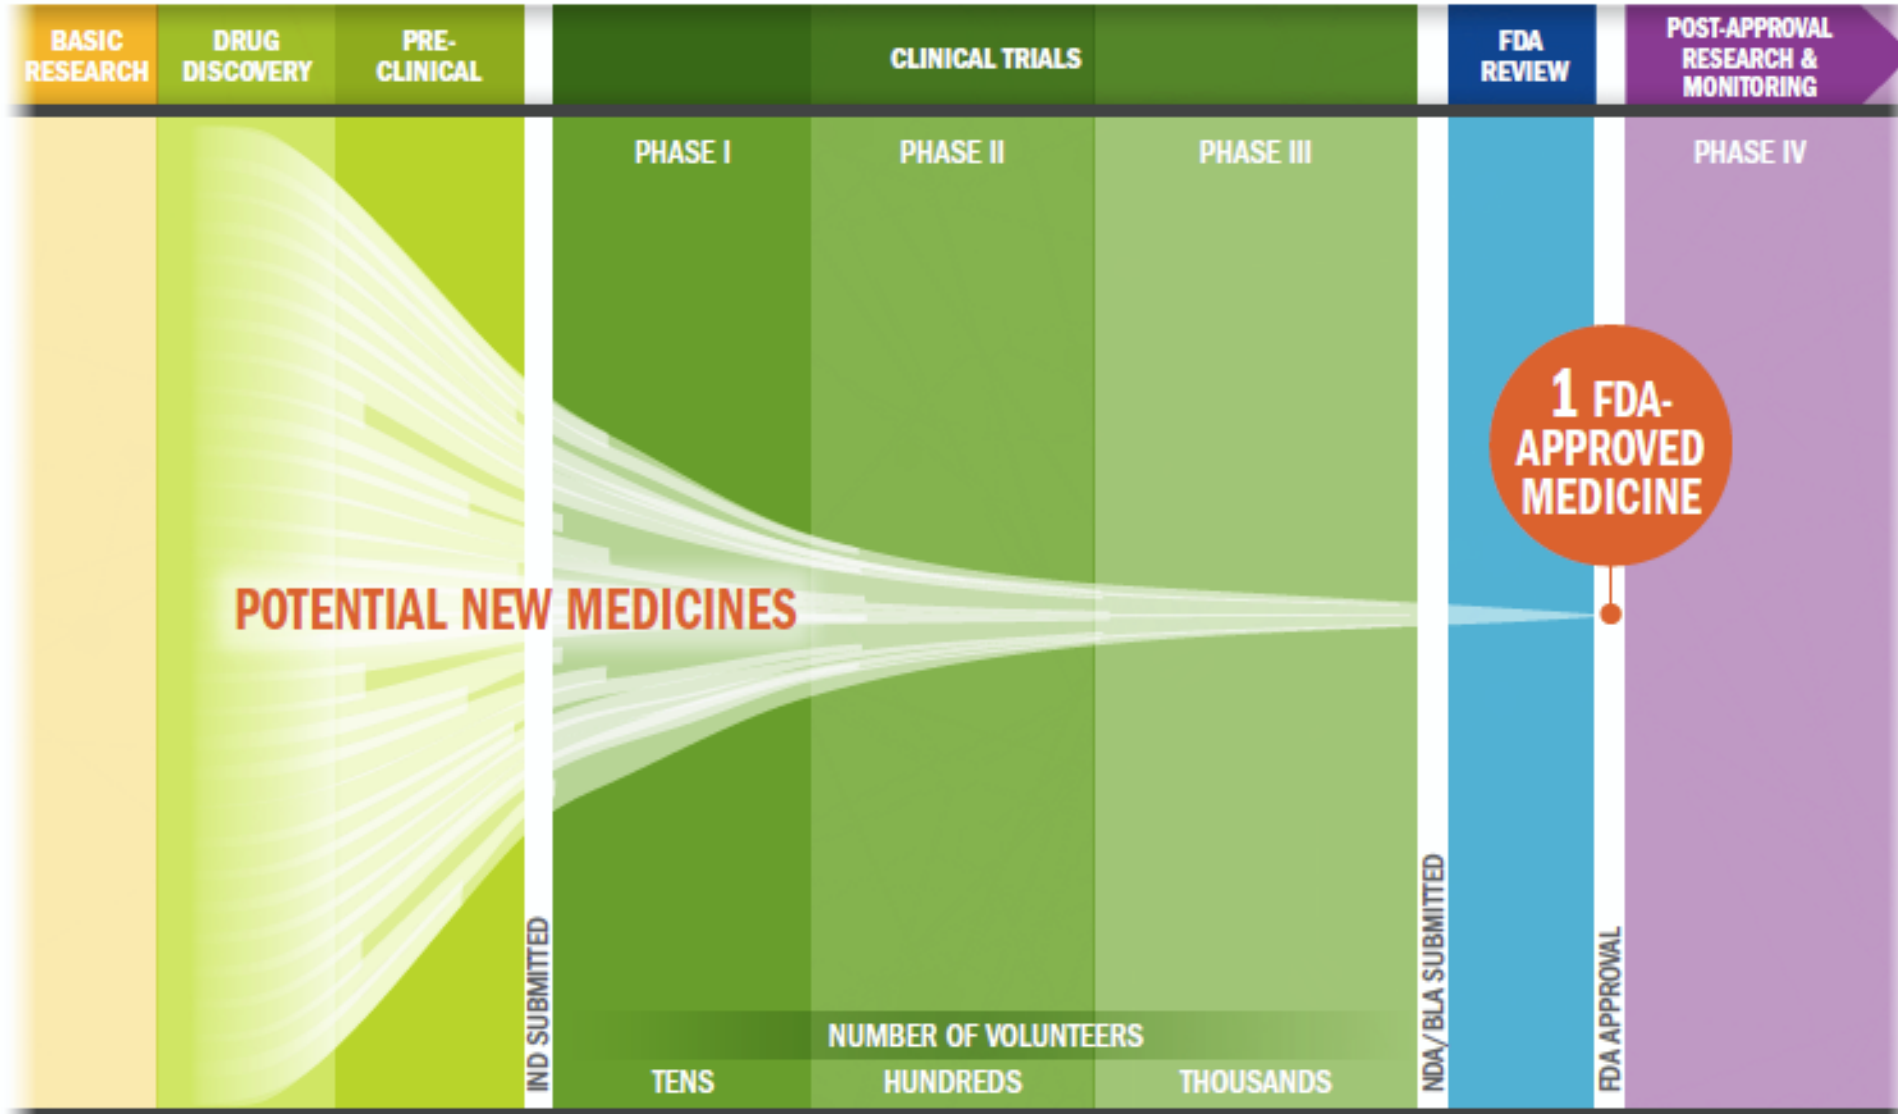 BASIC
RESEARCH
DRUG
DISCOVERY
PRE-
CLINICAL
CLINICAL TRIALS
FDA
REVIEW
POST-APPROVAL
RESEARCH &
MONITORING
PHASE I
PHASE II
PHASE III
PHASE IV
1 FDA-
APPROVED
MEDICINE
POTENTIAL NEW MEDICINES
IND SUBMITTED
NDA/BLA SUBMITTED
FDA APPROVAL
NUMBER OF VOLUNTEERS
TENS
HUNDREDS
THOUSANDS